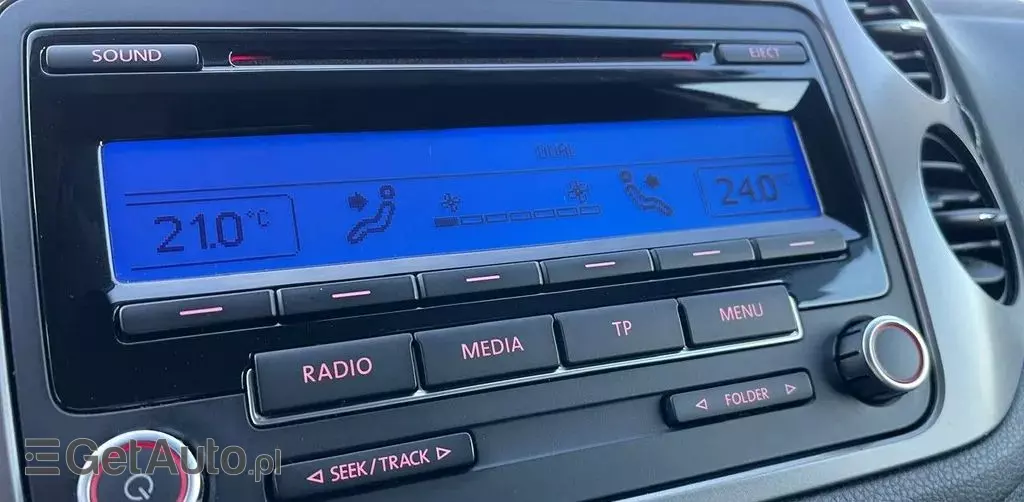 SOUND
EJECT
DUAL
21.0 °C
24.0 °C
RADIO
MEDIA
TP
MENU
◁ FOLDER ▷
◁ SEEK/TRACK ▷
GetAuto.pl